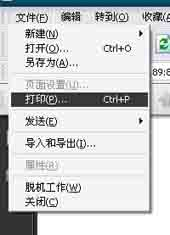 文件(F) 编辑 转到(O) 收藏(A
新建(N)
打开(O)... Ctrl+O
另存为(A)...
页面设置(U)...
打印(P)... Ctrl+P
发送(E)
导入和导出(I)...
属性(R)
脱机工作(W)
关闭(C)
89:8